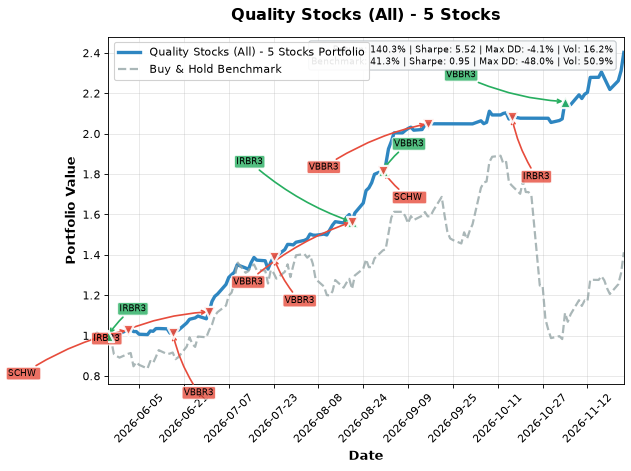 Quality Stocks (All) - 5 Stocks
Quality Stocks (All) - 5 Stocks Portfolio
Buy & Hold Benchmark
140.3% | Sharpe: 5.52 | Max DD: -4.1% | Vol: 16.2%
41.3% | Sharpe: 0.95 | Max DD: -48.0% | Vol: 50.9%
Portfolio Value
2.4
2.2
2.0
1.8
1.6
1.4
1.2
1.0
0.8
VBBR3
VBBR3
IRBR3
VBBR3
IRBR3
SCHW
VBBR3
VBBR3
IRBR3
IRBR3
SCHW
VBBR3
2026-06-05
2026-06-23
2026-07-07
2026-07-23
2026-08-08
2026-08-24
2026-09-09
2026-09-25
2026-10-11
2026-10-27
2026-11-12
Date